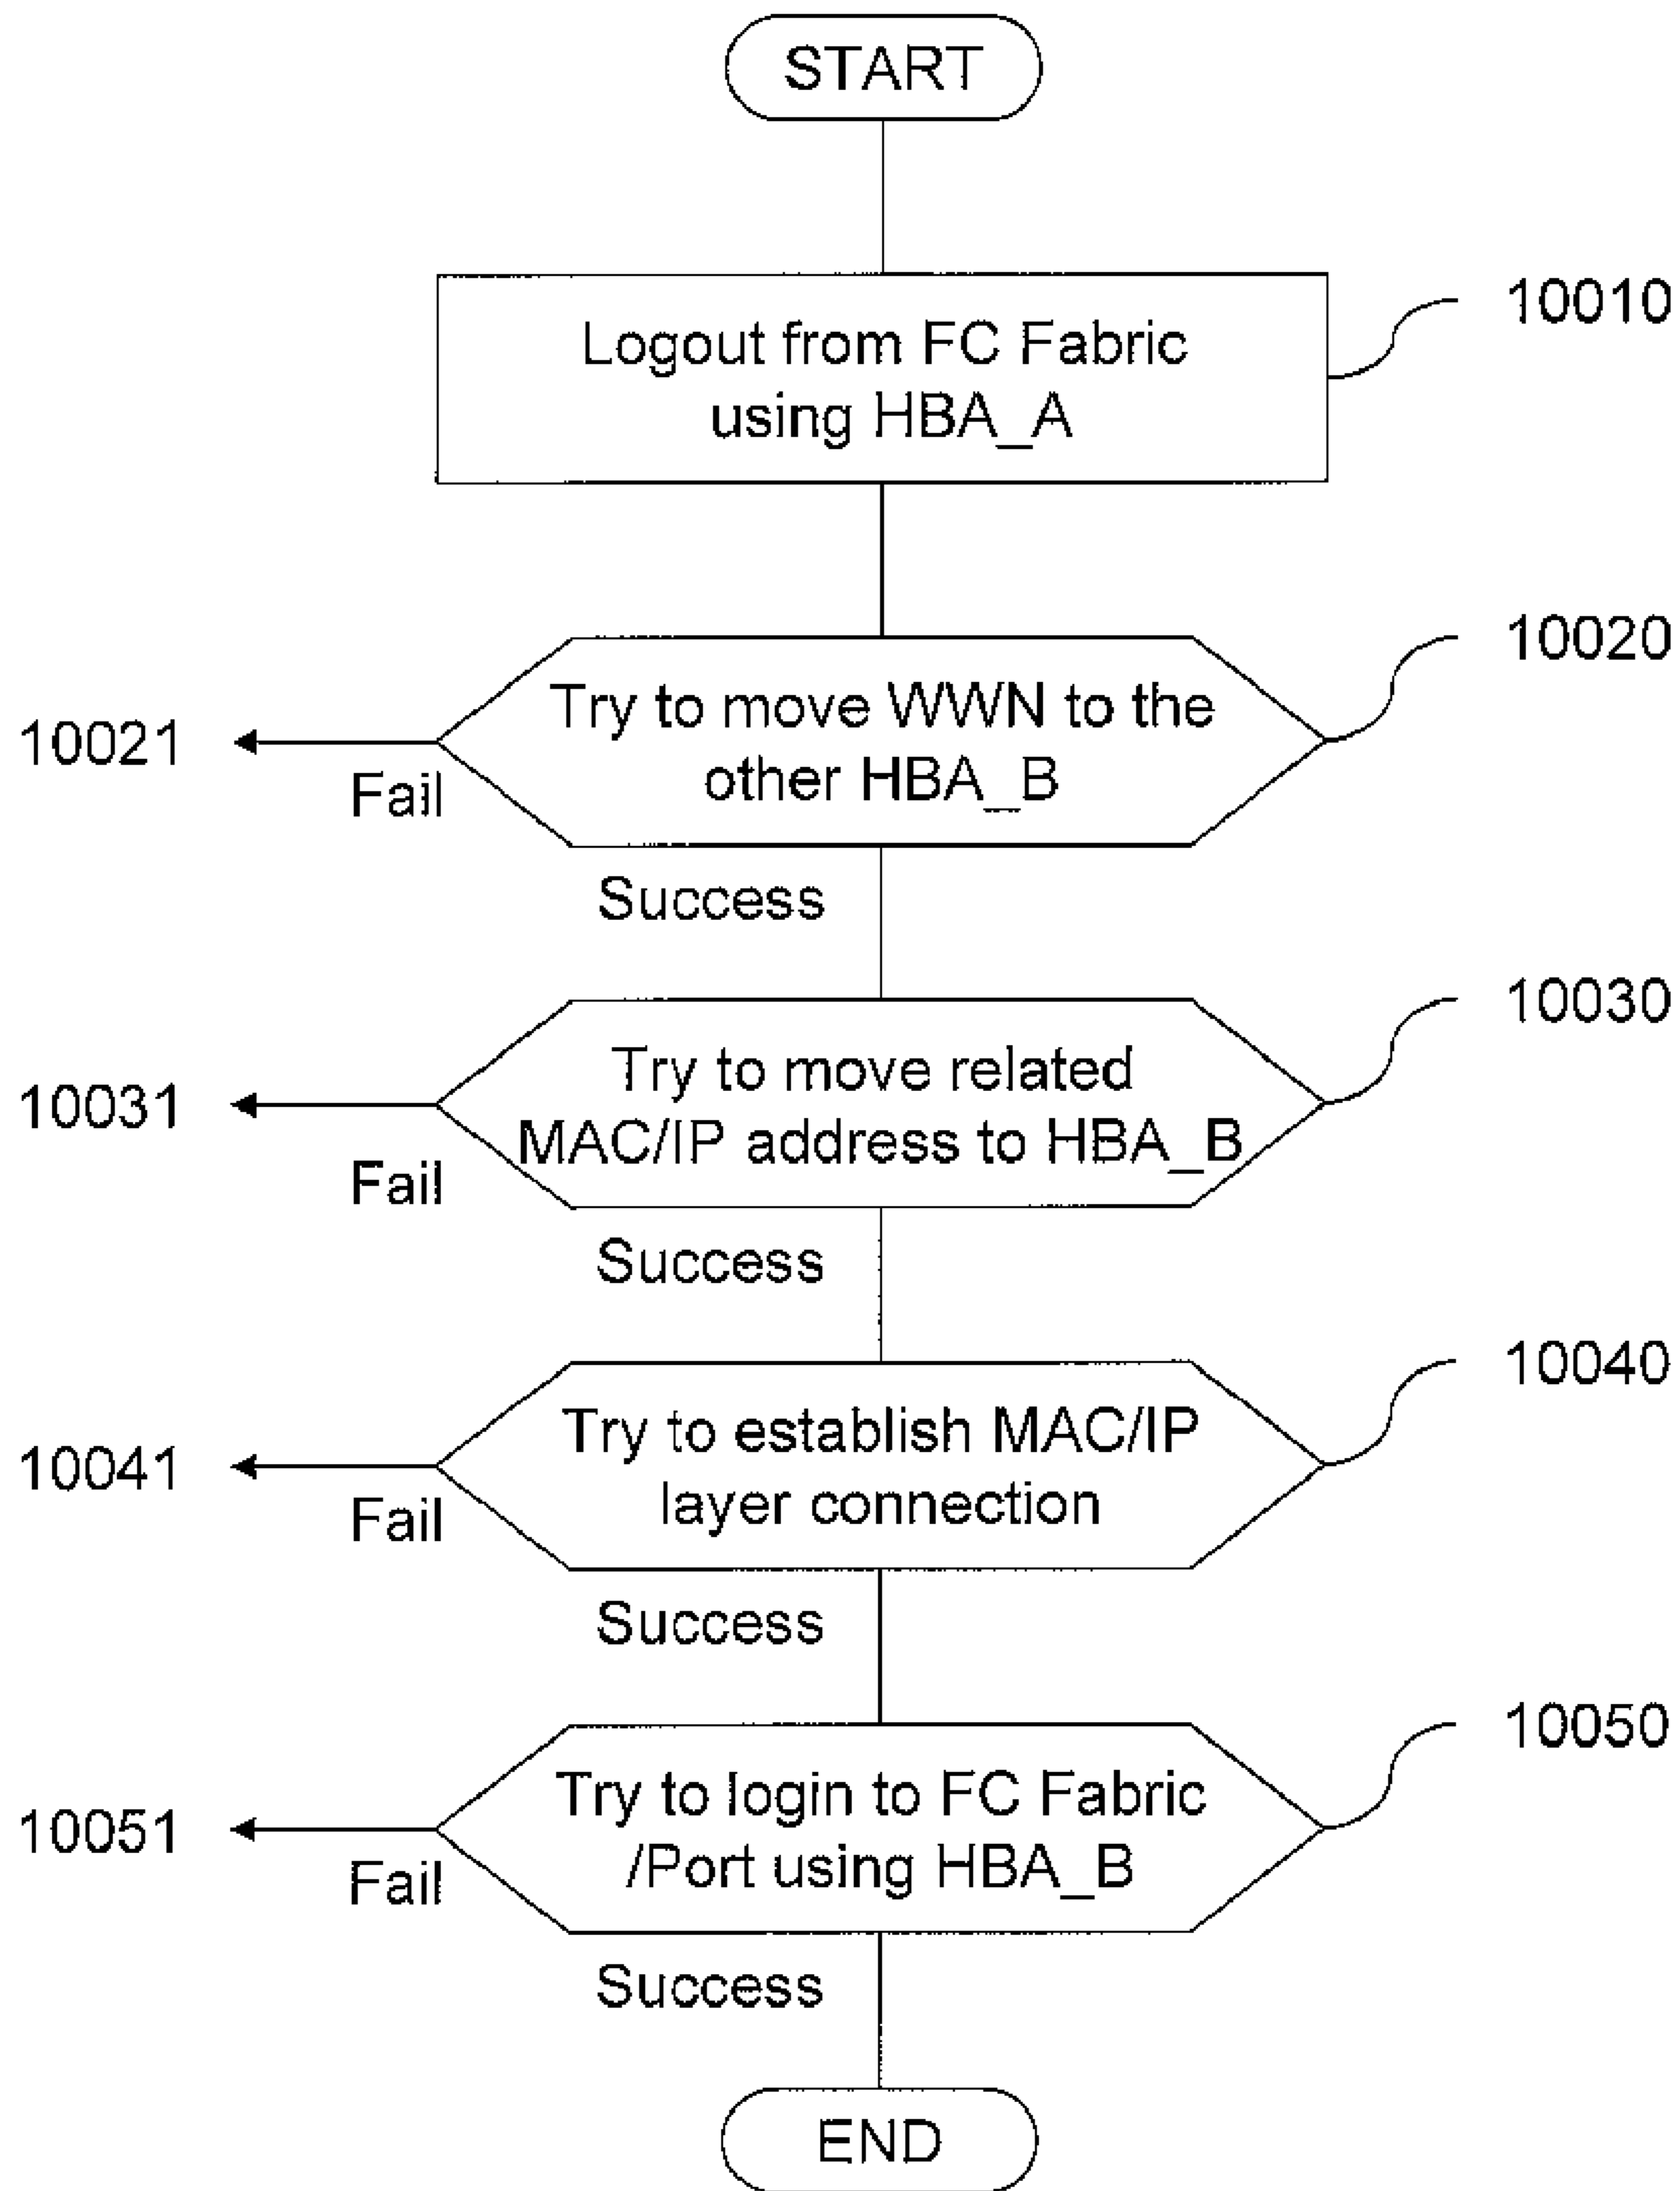 START
Logout from FC Fabric
using HBA_A
10010
Try to move WWN to the
other HBA_B
10020
10021
Fail
Success
Try to move related
MAC/IP address to HBA_B
10030
10031
Fail
Success
Try to establish MAC/IP
layer connection
10040
10041
Fail
Success
Try to login to FC Fabric
/Port using HBA_B
10050
10051
Fail
Success
END